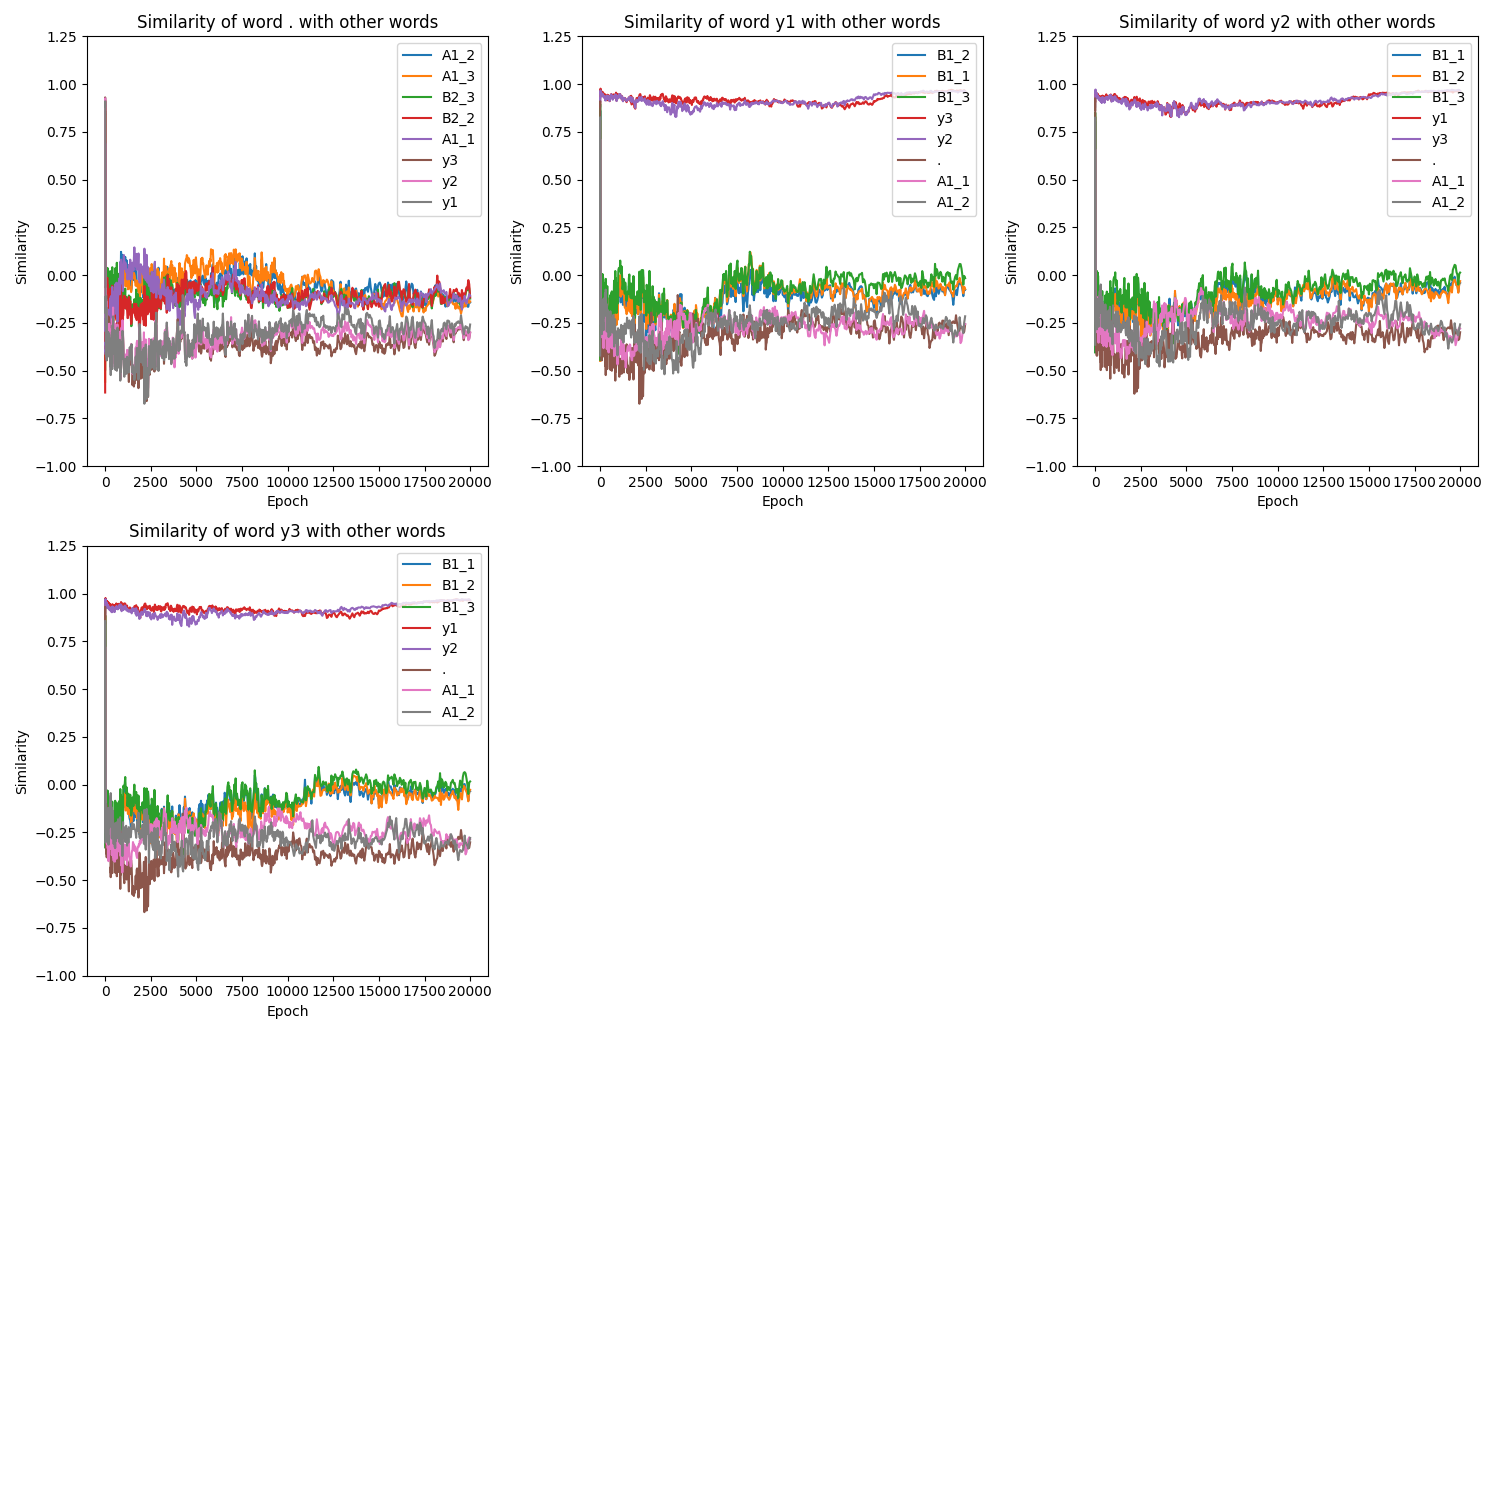 Similarity of word . with other words
1.25
1.00
0.75
0.50
0.25
0.00
−0.25
−0.50
−0.75
−1.00
Similarity
0 2500 5000 7500 10000 12500 15000 17500 20000
Epoch
A1_2
A1_3
B2_3
B2_2
A1_1
y3
y2
y1
Similarity of word y1 with other words
1.25
1.00
0.75
0.50
0.25
0.00
−0.25
−0.50
−0.75
−1.00
Similarity
0 2500 5000 7500 10000 12500 15000 17500 20000
Epoch
B1_2
B1_1
B1_3
y3
y2
.
A1_1
A1_2
Similarity of word y2 with other words
1.25
1.00
0.75
0.50
0.25
0.00
−0.25
−0.50
−0.75
−1.00
Similarity
0 2500 5000 7500 10000 12500 15000 17500 20000
Epoch
B1_1
B1_2
B1_3
y1
y3
.
A1_1
A1_2
Similarity of word y3 with other words
1.25
1.00
0.75
0.50
0.25
0.00
−0.25
−0.50
−0.75
−1.00
Similarity
0 2500 5000 7500 10000 12500 15000 17500 20000
Epoch
B1_1
B1_2
B1_3
y1
y2
.
A1_1
A1_2